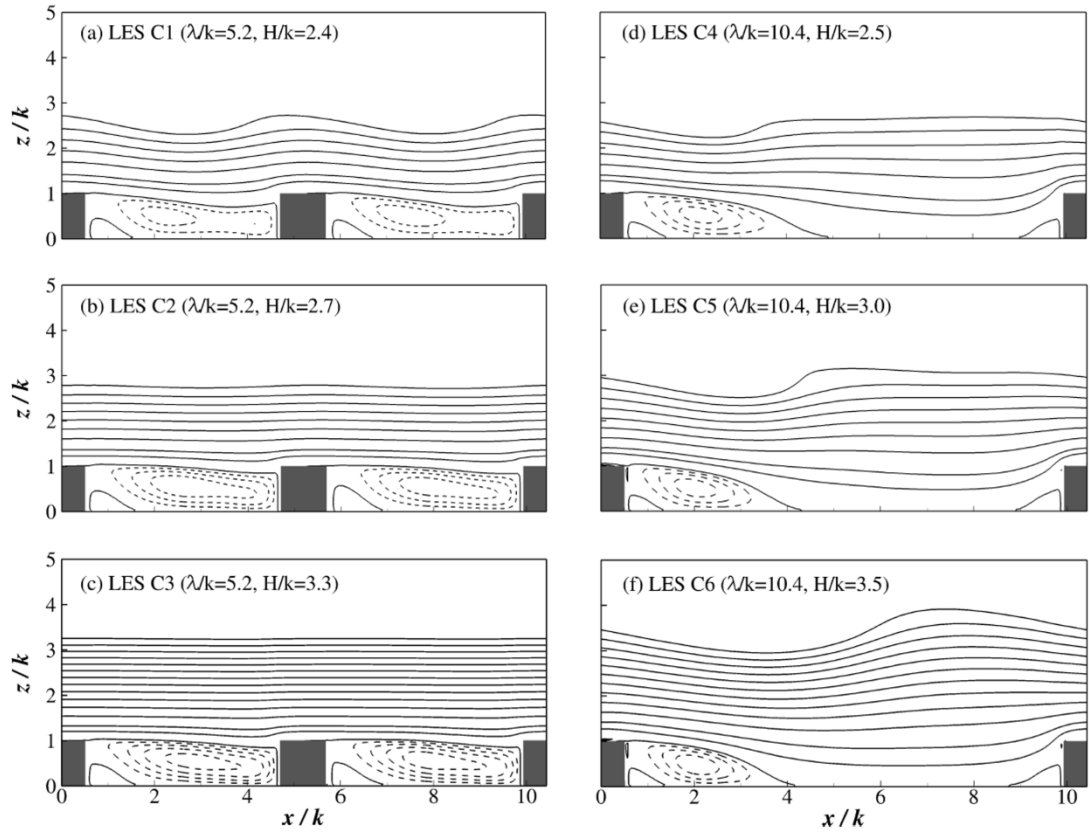 5
4
3
2
1
0
z / k
(a) LES C1 (λ/k=5.2, H/k=2.4)
(d) LES C4 (λ/k=10.4, H/k=2.5)
5
4
3
2
1
0
z / k
(b) LES C2 (λ/k=5.2, H/k=2.7)
(e) LES C5 (λ/k=10.4, H/k=3.0)
5
4
3
2
1
0
z / k
(c) LES C3 (λ/k=5.2, H/k=3.3)
(f) LES C6 (λ/k=10.4, H/k=3.5)
0 2 4 6 8 10
0 2 4 6 8 10
x / k
x / k